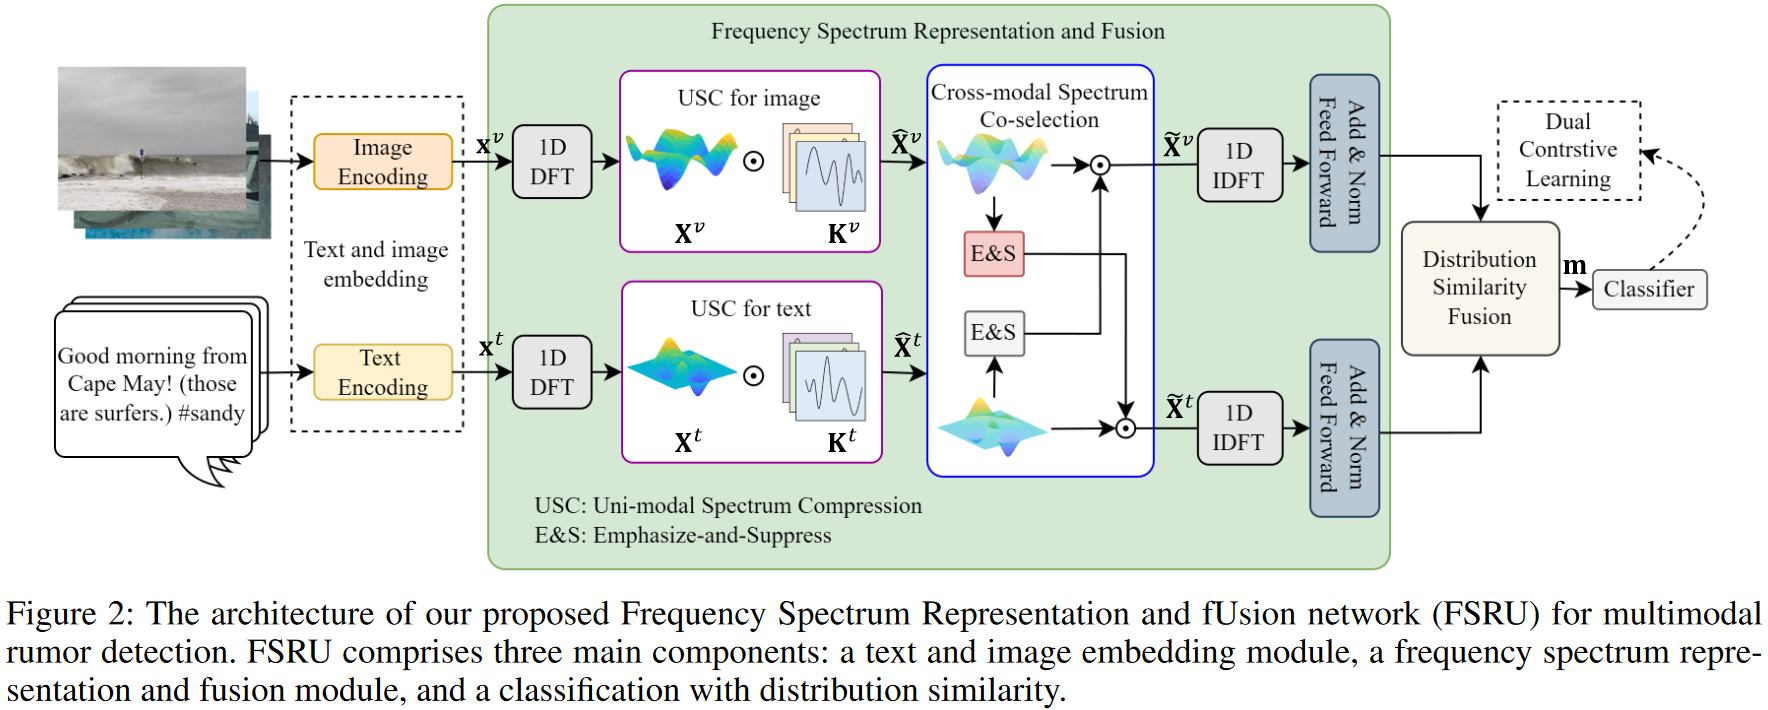 Frequency Spectrum Representation and Fusion
Image
Encoding
Text and image
embedding
Text
Encoding
Good morning from
Cape May! (those
are surfers.) #sandy
x^v
x^t
1D
DFT
1D
DFT
USC for image
⊙
X^v
K^v
USC for text
⊙
X^t
K^t
X̂^v
X̂^t
Cross-modal Spectrum
Co-selection
E&S
E&S
X̃^v
X̃^t
1D
IDFT
1D
IDFT
Add & Norm
Feed Forward
Add & Norm
Feed Forward
USC: Uni-modal Spectrum Compression
E&S: Emphasize-and-Suppress
Dual
Contrstive
Learning
Distribution
Similarity
Fusion
m
Classifier
Figure 2: The architecture of our proposed Frequency Spectrum Representation and fUsion network (FSRU) for multimodal
rumor detection. FSRU comprises three main components: a text and image embedding module, a frequency spectrum repre-
sentation and fusion module, and a classification with distribution similarity.